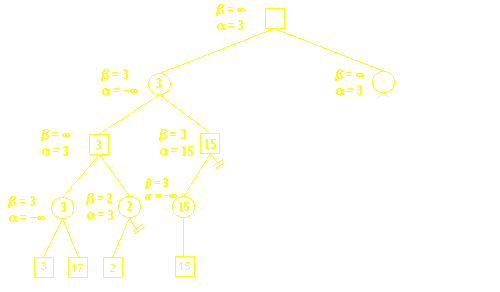 β = ∞
α = 3
β = 3
α = −∞
3
β = ∞
α = 3
β = ∞
α = 3
3
β = 3
α = 15
15
β = 3
α = −∞
3
β = 2
α = 3
2
β = 3
α = −∞
15
3
17
2
15